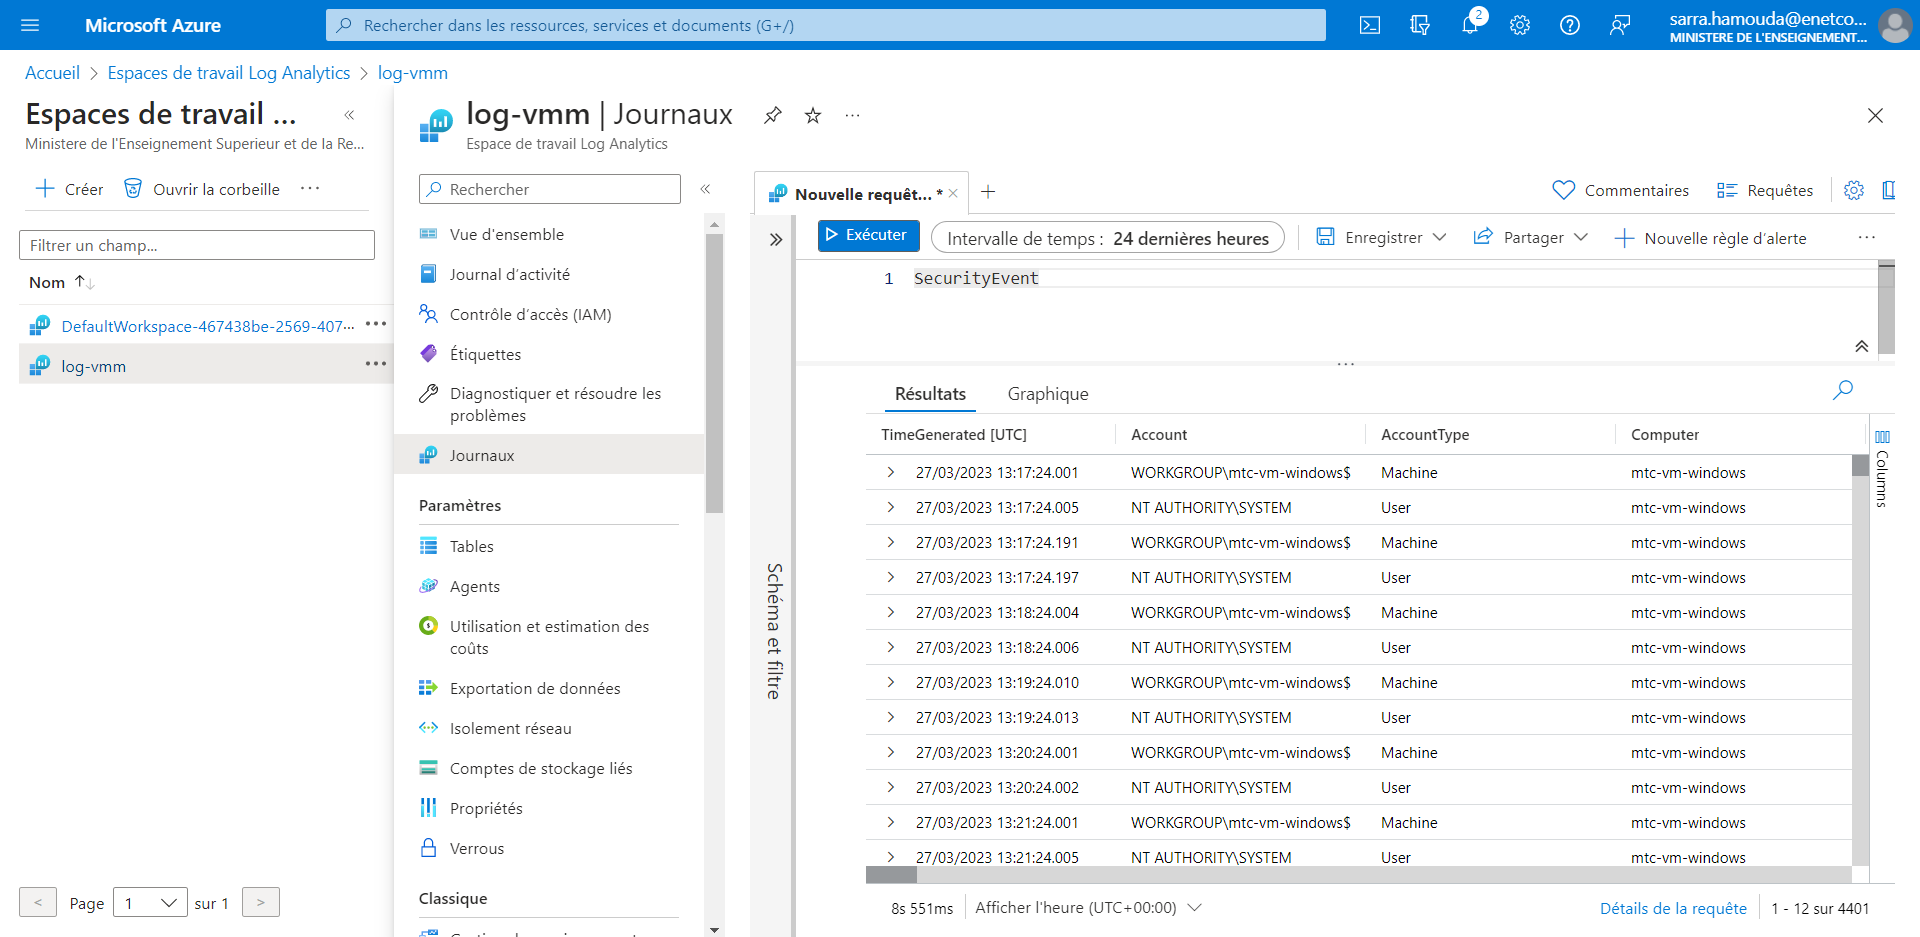 Microsoft Azure
Rechercher dans les ressources, services et documents (G+/)
2
sarra.hamouda@enetco...
MINISTERE DE L'ENSEIGNEMENT...
Accueil > Espaces de travail Log Analytics > log-vmm
Espaces de travail ...
Ministere de l'Enseignement Superieur et de la Re...
Créer
Ouvrir la corbeille
Filtrer un champ...
Nom
DefaultWorkspace-467438be-2569-407...
log-vmm
Page 1 sur 1
log-vmm | Journaux
Espace de travail Log Analytics
Rechercher
Vue d'ensemble
Journal d'activité
Contrôle d'accès (IAM)
Étiquettes
Diagnostiquer et résoudre les
problèmes
Journaux
Paramètres
Tables
Agents
Utilisation et estimation des
coûts
Exportation de données
Isolement réseau
Comptes de stockage liés
Propriétés
Verrous
Classique
Nouvelle requêt... *
Commentaires
Requêtes
Exécuter
Intervalle de temps : 24 dernières heures
Enregistrer
Partager
Nouvelle règle d'alerte
Schéma et filtre
1 SecurityEvent
Résultats
Graphique
TimeGenerated [UTC] Account AccountType Computer
27/03/2023 13:17:24.001 WORKGROUP\mtc-vm-windows$ Machine mtc-vm-windows
27/03/2023 13:17:24.005 NT AUTHORITY\SYSTEM User mtc-vm-windows
27/03/2023 13:17:24.191 WORKGROUP\mtc-vm-windows$ Machine mtc-vm-windows
27/03/2023 13:17:24.197 NT AUTHORITY\SYSTEM User mtc-vm-windows
27/03/2023 13:18:24.004 WORKGROUP\mtc-vm-windows$ Machine mtc-vm-windows
27/03/2023 13:18:24.006 NT AUTHORITY\SYSTEM User mtc-vm-windows
27/03/2023 13:19:24.010 WORKGROUP\mtc-vm-windows$ Machine mtc-vm-windows
27/03/2023 13:19:24.013 NT AUTHORITY\SYSTEM User mtc-vm-windows
27/03/2023 13:20:24.001 WORKGROUP\mtc-vm-windows$ Machine mtc-vm-windows
27/03/2023 13:20:24.002 NT AUTHORITY\SYSTEM User mtc-vm-windows
27/03/2023 13:21:24.001 WORKGROUP\mtc-vm-windows$ Machine mtc-vm-windows
27/03/2023 13:21:24.005 NT AUTHORITY\SYSTEM User mtc-vm-windows
Columns
8s 551ms
Afficher l'heure (UTC+00:00)
Détails de la requête
1 - 12 sur 4401